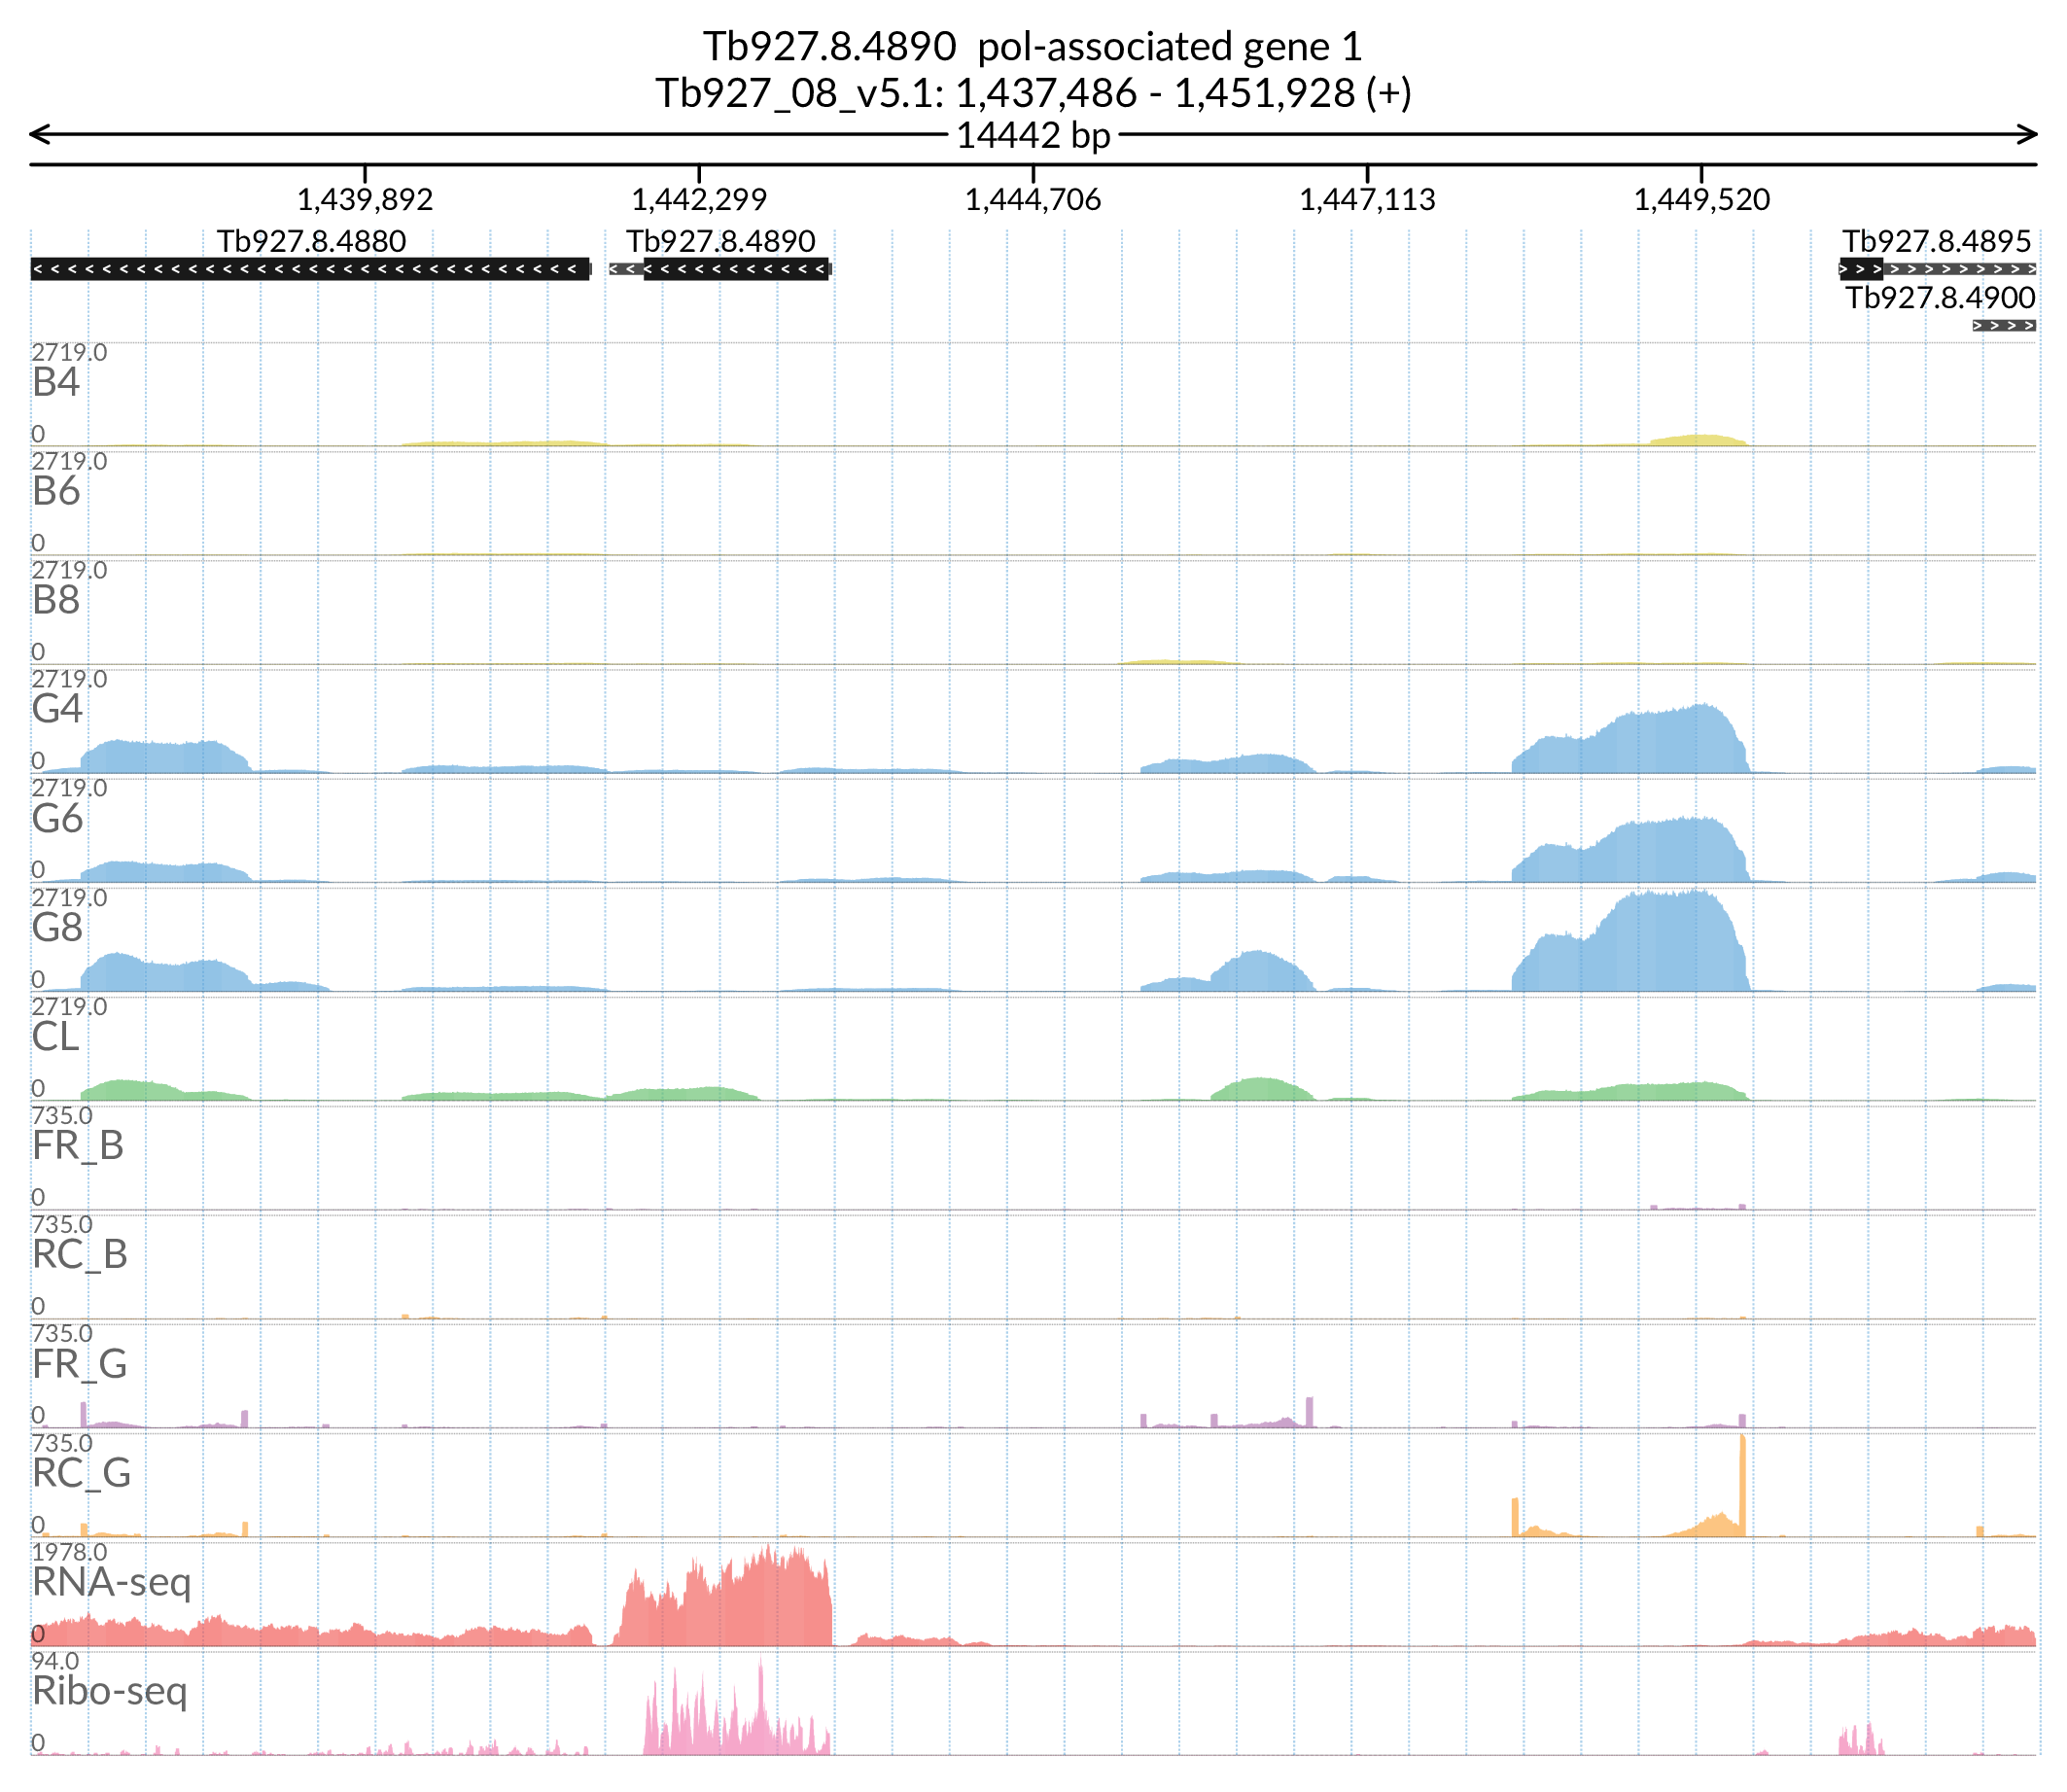 Tb927.8.4890 pol-associated gene 1
Tb927_08_v5.1: 1,437,486 - 1,451,928 (+)
14442 bp
1,439,892 1,442,299 1,444,706 1,447,113 1,449,520
Tb927.8.4880 Tb927.8.4890 Tb927.8.4895
Tb927.8.4900
2719.0
B4
0
2719.0
B6
0
2719.0
B8
0
2719.0
G4
0
2719.0
G6
0
2719.0
G8
0
2719.0
CL
0
735.0
FR_B
0
735.0
RC_B
0
735.0
FR_G
0
735.0
RC_G
0
1978.0
RNA-seq
0
94.0
Ribo-seq
0